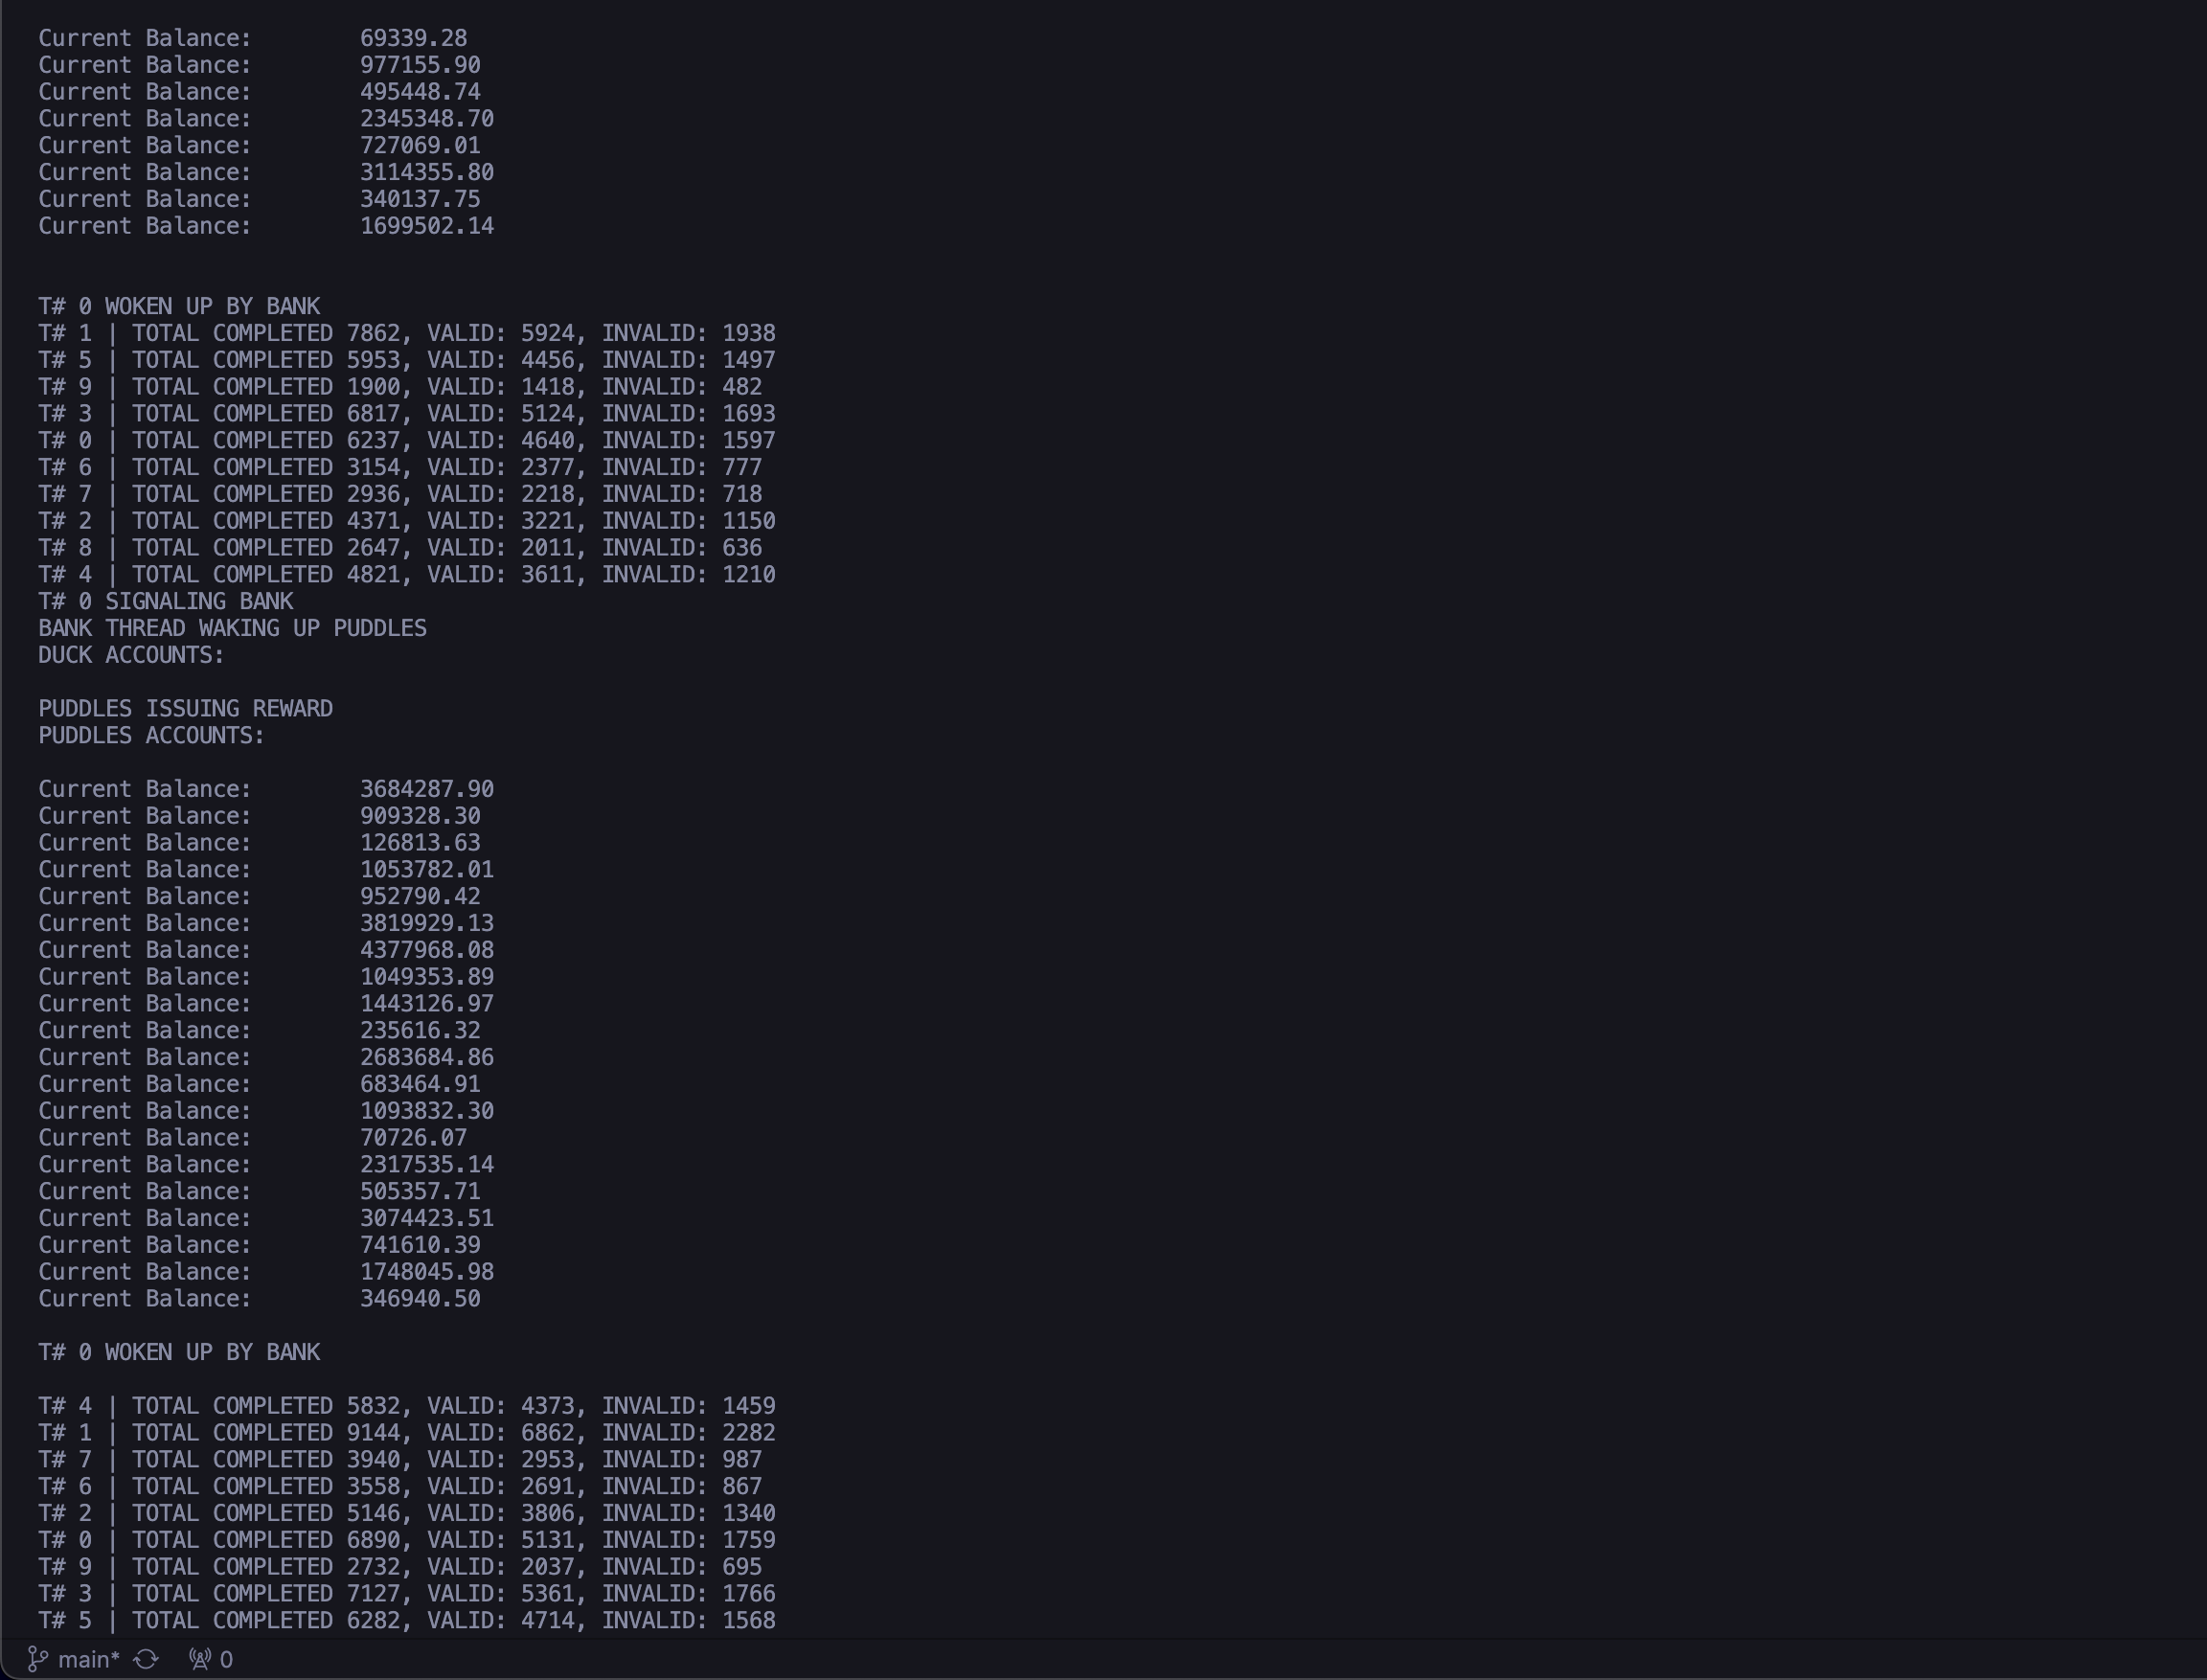 Current Balance:        69339.28
Current Balance:        977155.90
Current Balance:        495448.74
Current Balance:        2345348.70
Current Balance:        727069.01
Current Balance:        3114355.80
Current Balance:        340137.75
Current Balance:        1699502.14
T# 0 WOKEN UP BY BANK
T# 1 | TOTAL COMPLETED 7862, VALID: 5924, INVALID: 1938
T# 5 | TOTAL COMPLETED 5953, VALID: 4456, INVALID: 1497
T# 9 | TOTAL COMPLETED 1900, VALID: 1418, INVALID: 482
T# 3 | TOTAL COMPLETED 6817, VALID: 5124, INVALID: 1693
T# 0 | TOTAL COMPLETED 6237, VALID: 4640, INVALID: 1597
T# 6 | TOTAL COMPLETED 3154, VALID: 2377, INVALID: 777
T# 7 | TOTAL COMPLETED 2936, VALID: 2218, INVALID: 718
T# 2 | TOTAL COMPLETED 4371, VALID: 3221, INVALID: 1150
T# 8 | TOTAL COMPLETED 2647, VALID: 2011, INVALID: 636
T# 4 | TOTAL COMPLETED 4821, VALID: 3611, INVALID: 1210
T# 0 SIGNALING BANK
BANK THREAD WAKING UP PUDDLES
DUCK ACCOUNTS:
PUDDLES ISSUING REWARD
PUDDLES ACCOUNTS:
Current Balance:        3684287.90
Current Balance:        909328.30
Current Balance:        126813.63
Current Balance:        1053782.01
Current Balance:        952790.42
Current Balance:        3819929.13
Current Balance:        4377968.08
Current Balance:        1049353.89
Current Balance:        1443126.97
Current Balance:        235616.32
Current Balance:        2683684.86
Current Balance:        683464.91
Current Balance:        1093832.30
Current Balance:        70726.07
Current Balance:        2317535.14
Current Balance:        505357.71
Current Balance:        3074423.51
Current Balance:        741610.39
Current Balance:        1748045.98
Current Balance:        346940.50
T# 0 WOKEN UP BY BANK
T# 4 | TOTAL COMPLETED 5832, VALID: 4373, INVALID: 1459
T# 1 | TOTAL COMPLETED 9144, VALID: 6862, INVALID: 2282
T# 7 | TOTAL COMPLETED 3940, VALID: 2953, INVALID: 987
T# 6 | TOTAL COMPLETED 3558, VALID: 2691, INVALID: 867
T# 2 | TOTAL COMPLETED 5146, VALID: 3806, INVALID: 1340
T# 0 | TOTAL COMPLETED 6890, VALID: 5131, INVALID: 1759
T# 9 | TOTAL COMPLETED 2732, VALID: 2037, INVALID: 695
T# 3 | TOTAL COMPLETED 7127, VALID: 5361, INVALID: 1766
T# 5 | TOTAL COMPLETED 6282, VALID: 4714, INVALID: 1568
main* 0